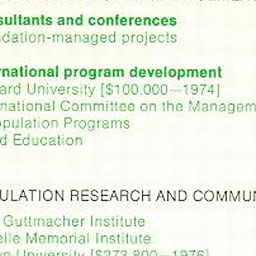 sultants and conferences
dation-managed projects
rnational program development
ard University [$100,000—1974]
national Committee on the Managem
opulation Programs
d Education
ULATION RESEARCH AND COMMUN
Guttmacher Institute
elle Memorial Institute
n University [$273,800—1976]